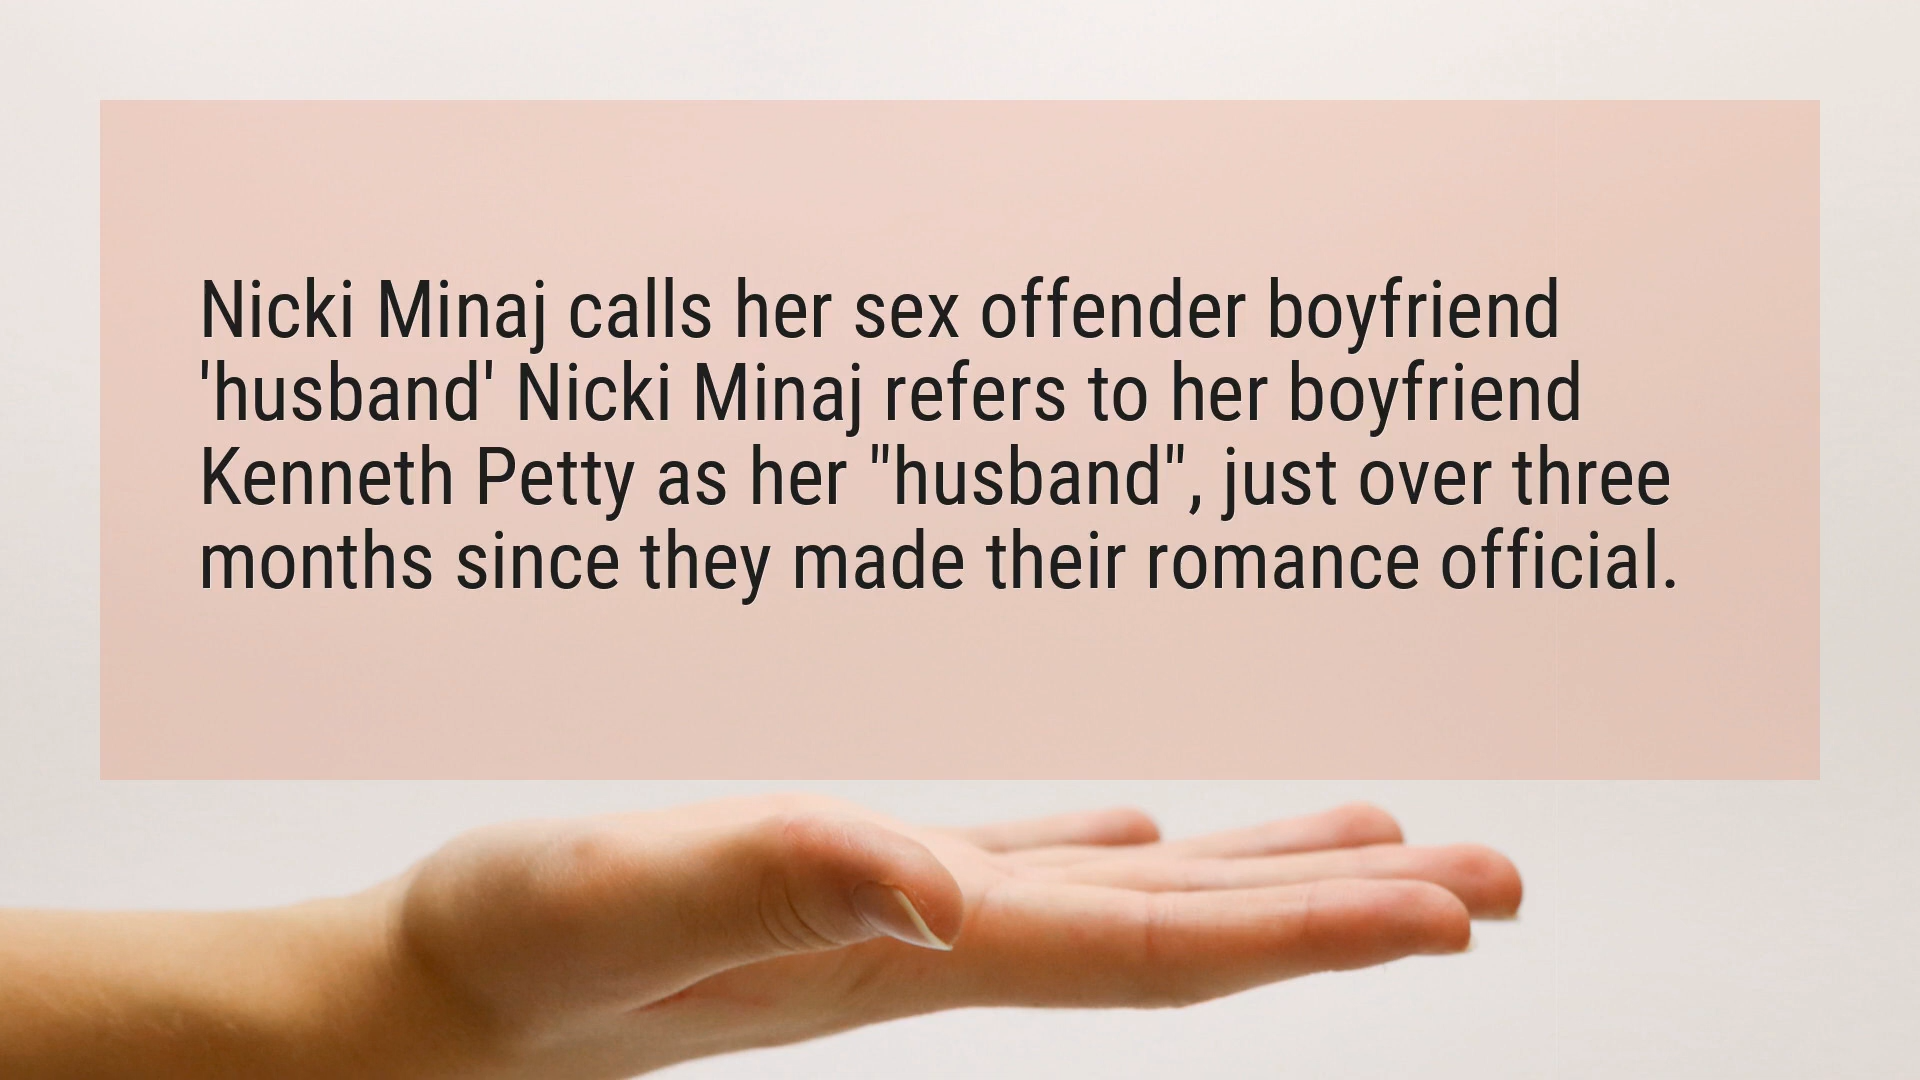 Nicki Minaj calls her sex offender boyfriend
'husband' Nicki Minaj refers to her boyfriend
Kenneth Petty as her "husband", just over three
months since they made their romance official.